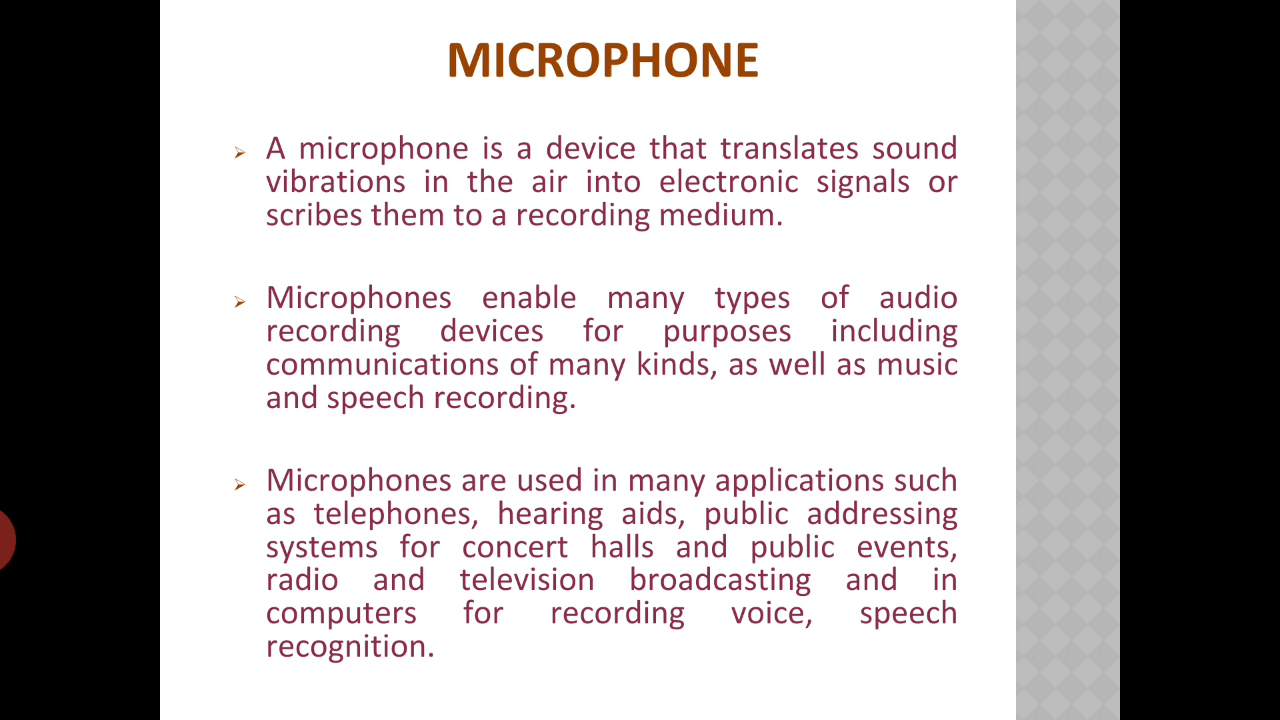 MICROPHONE
A microphone is a device that translates sound
vibrations in the air into electronic signals or
scribes them to a recording medium.
Microphones enable many types of audio
recording devices for purposes including
communications of many kinds, as well as music
and speech recording.
Microphones are used in many applications such
as telephones, hearing aids, public addressing
systems for concert halls and public events,
radio and television broadcasting and in
computers for recording voice, speech
recognition.